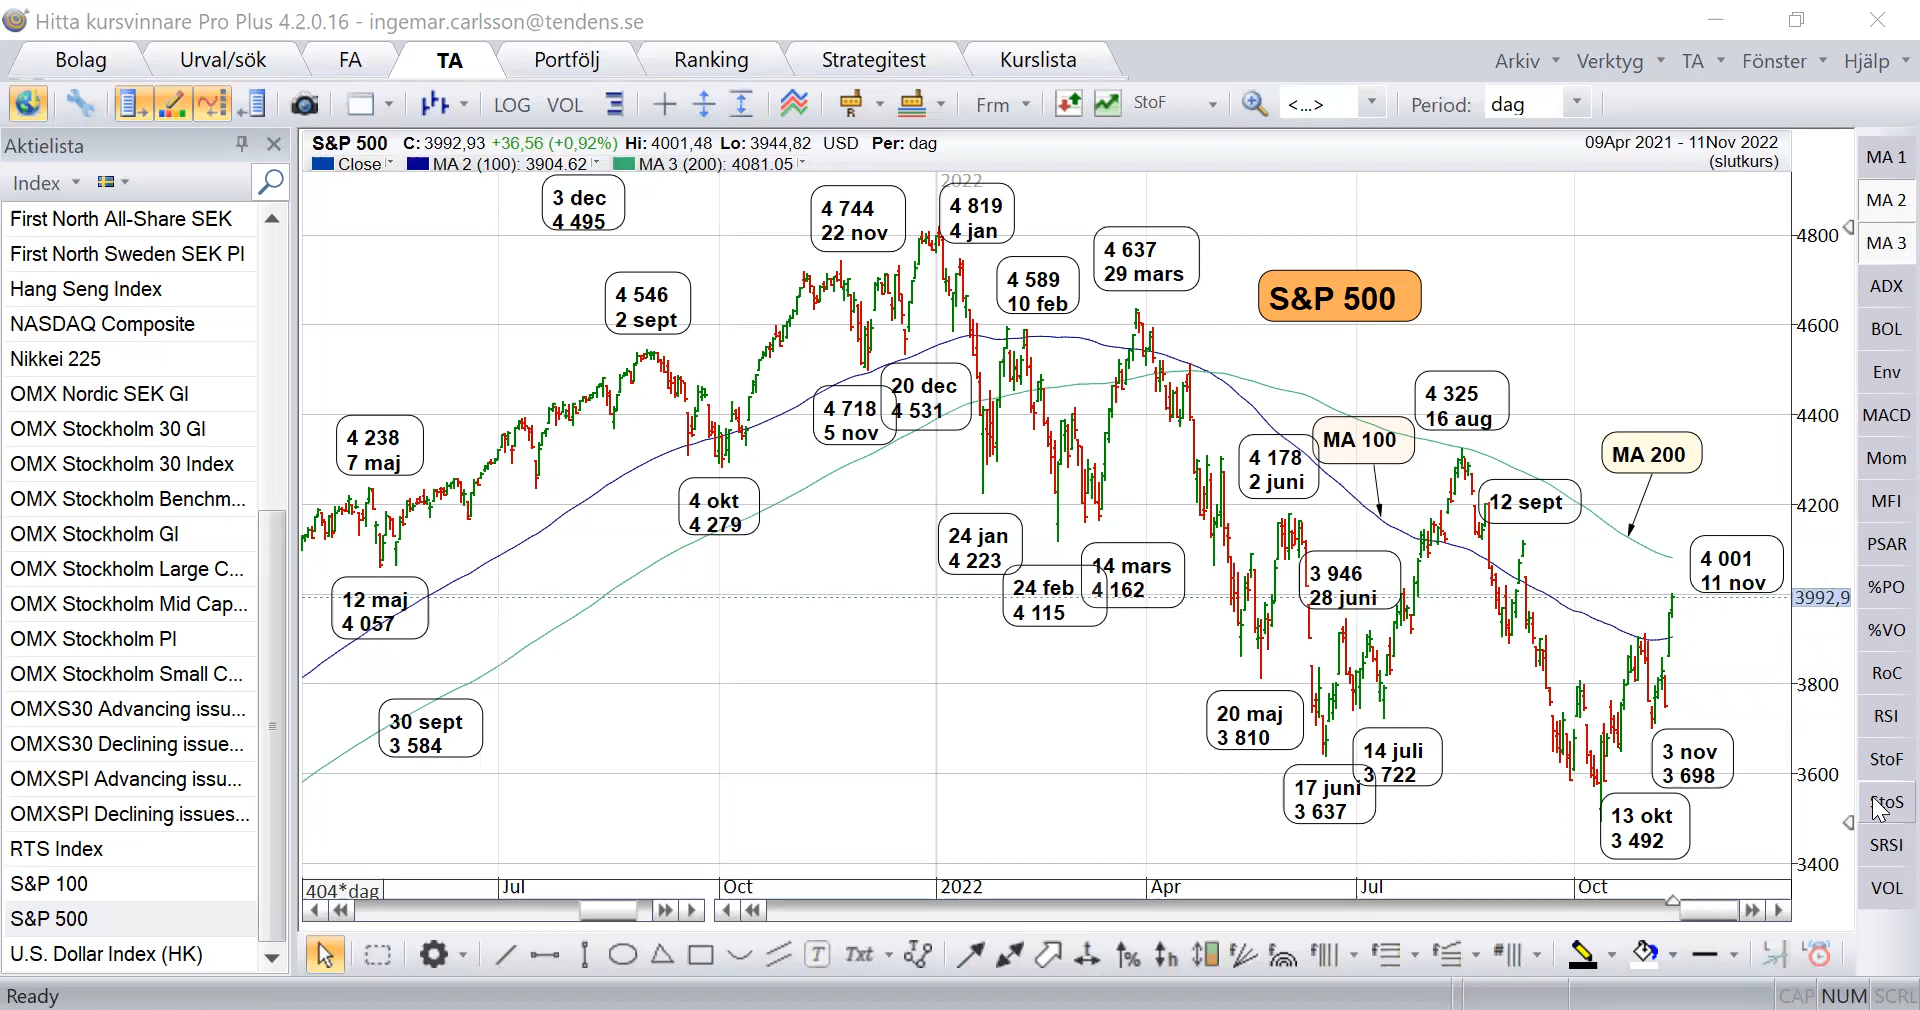 Hitta kursvinnare Pro Plus 4.2.0.16 - ingemar.carlsson@tendens.se
Bolag Urval/sök FA TA Portfölj Ranking Strategitest Kurslista
Arkiv Verktyg TA Fönster Hjälp
LOG VOL Frm StoF <...> Period: dag
Aktielista
Index
First North All-Share SEK
First North Sweden SEK PI
Hang Seng Index
NASDAQ Composite
Nikkei 225
OMX Nordic SEK GI
OMX Stockholm 30 GI
OMX Stockholm 30 Index
OMX Stockholm Benchm...
OMX Stockholm GI
OMX Stockholm Large C...
OMX Stockholm Mid Cap...
OMX Stockholm PI
OMX Stockholm Small C...
OMXS30 Advancing issu...
OMXS30 Declining issue...
OMXSPI Advancing issu...
OMXSPI Declining issues...
RTS Index
S&P 100
S&P 500
U.S. Dollar Index (HK)
S&P 500 C: 3992,93 +36,56 (+0,92%) Hi: 4001,48 Lo: 3944,82 USD Per: dag
09Apr 2021 - 11Nov 2022
(slutkurs)
Close MA 2 (100): 3904.62 MA 3 (200): 4081.05
2022
3 dec
4 495
4 744
22 nov
4 819
4 jan
4 637
29 mars
4 589
10 feb
S&P 500
4 546
2 sept
4 325
16 aug
4 718
5 nov
20 dec
4 531
4 238
7 maj
MA 100
MA 200
4 178
2 juni
4 okt
4 279
12 sept
24 jan
4 223
14 mars
4 162
24 feb
4 115
3 946
28 juni
4 001
11 nov
12 maj
4 057
30 sept
3 584
20 maj
3 810
14 juli
3 722
17 juni
3 637
3 nov
3 698
13 okt
3 492
4800
4600
4400
4200
3992,9
3800
3600
3400
404*dag Jul Oct 2022 Apr Jul Oct
MA 1
MA 2
MA 3
ADX
BOL
Env
MACD
Mom
MFI
PSAR
%PO
%VO
RoC
RSI
StoF
StoS
SRSI
VOL
T Txt
Ready
CAP NUM SCRL